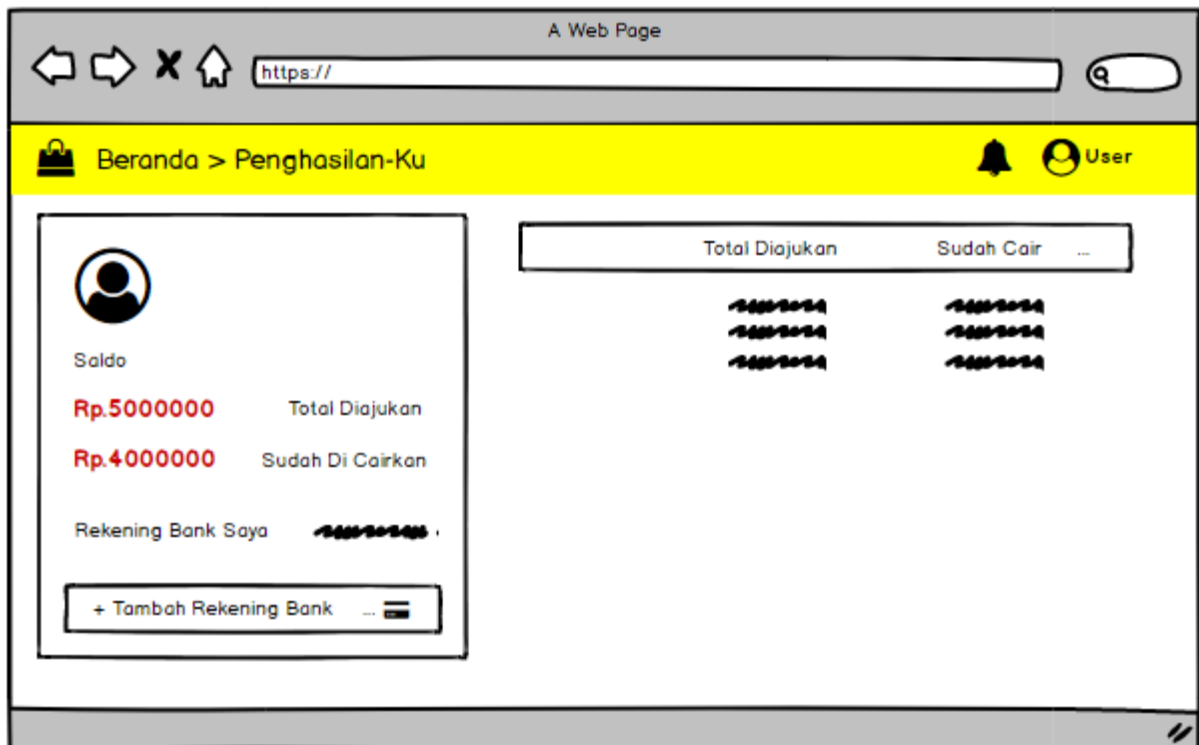 A Web Page
https://
Beranda > Penghasilan-Ku
User
Saldo
Rp.5000000 Total Diajukan
Rp.4000000 Sudah Di Cairkan
Rekening Bank Saya
+ Tambah Rekening Bank ...
Total Diajukan Sudah Cair ...